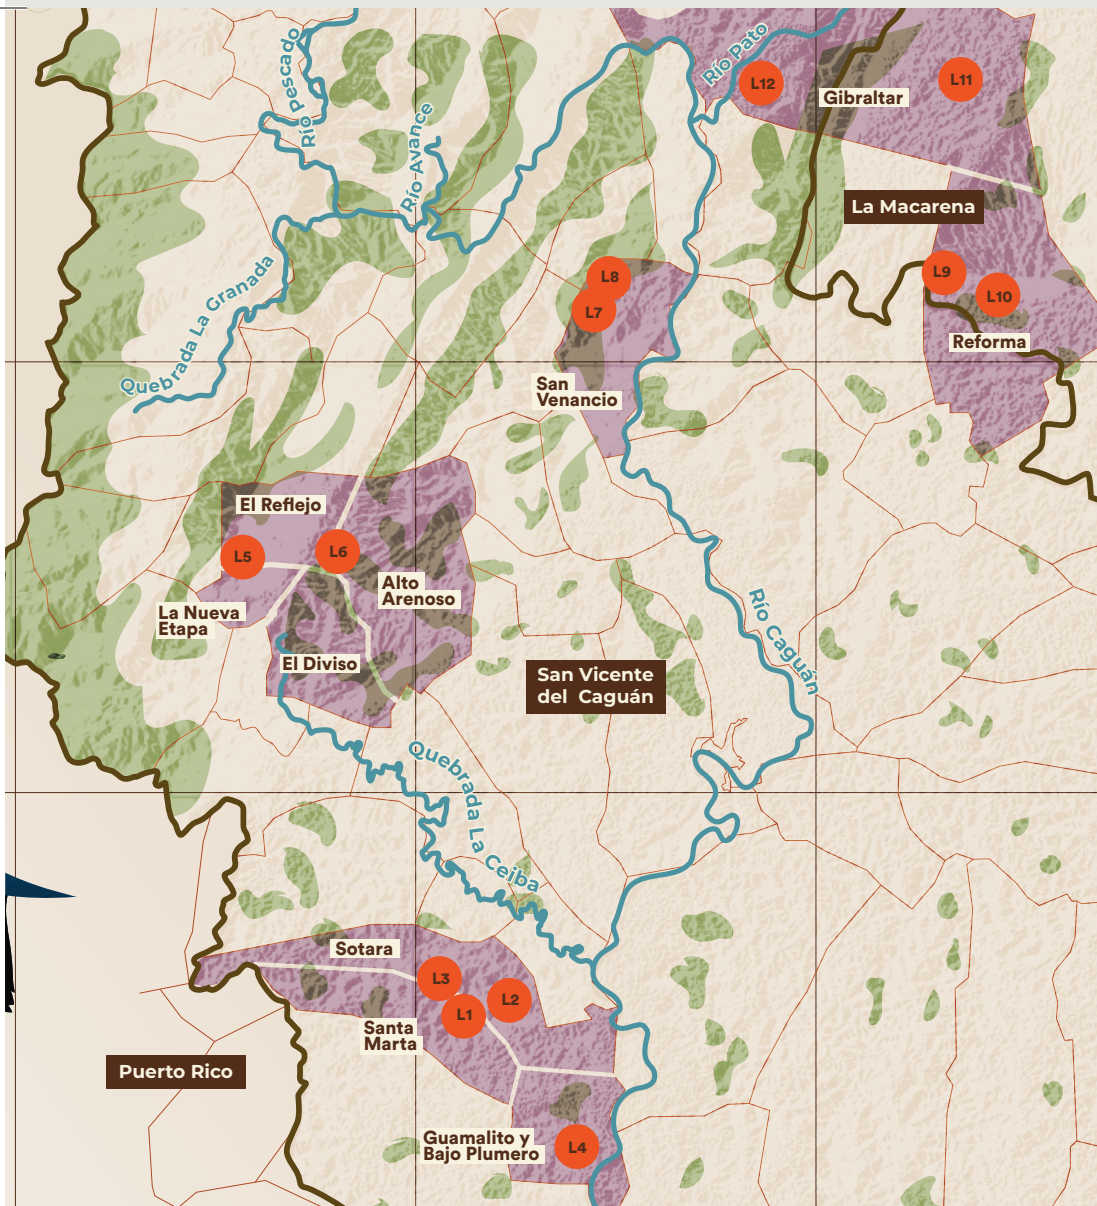 Río Pescado
Río Avance
Río Pato
L12
Gibraltar
L11
La Macarena
Quebrada La Granada
L8
L7
L9
L10
Reforma
San
Venancio
El Reflejo
L5
L6
Alto
Arenoso
La Nueva
Etapa
El Diviso
Río Caguán
San Vicente
del Caguán
Quebrada La Ceiba
Sotara
L3
L2
L1
Santa
Marta
Puerto Rico
Guamalito y
Bajo Plumero
L4